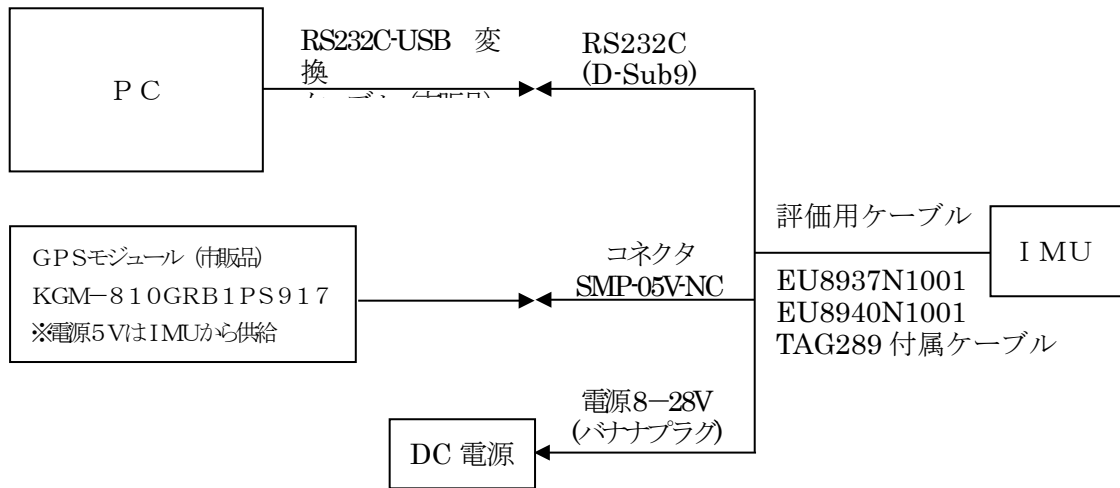 PC
RS232C-USB 変
換
RS232C
(D-Sub9)
GPSモジュール (市販品)
KGM-810GRB1PS917
※電源5VはIMUから供給
コネクタ
SMP-05V-NC
評価用ケーブル
EU8937N1001
EU8940N1001
TAG289 付属ケーブル
IMU
電源8-28V
(バナナプラグ)
DC 電源